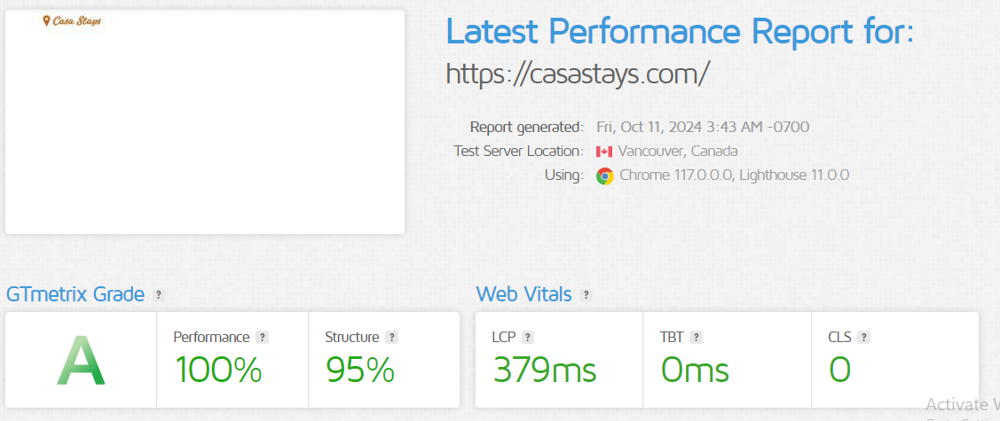 Casa Stays
Latest Performance Report for:
https://casastays.com/
Report generated: Fri, Oct 11, 2024 3:43 AM -0700
Test Server Location: Vancouver, Canada
Using: Chrome 117.0.0.0, Lighthouse 11.0.0
GTmetrix Grade ?
Web Vitals ?
A
Performance ?
100%
Structure ?
95%
LCP ?
379ms
TBT ?
0ms
CLS ?
0
Activate W